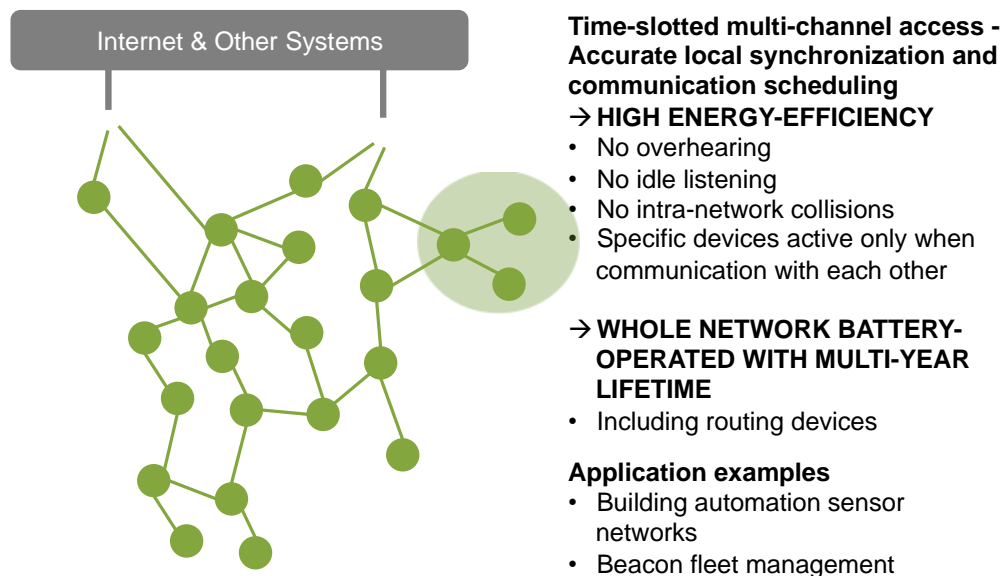 Internet & Other Systems
Time-slotted multi-channel access -
Accurate local synchronization and
communication scheduling
→ HIGH ENERGY-EFFICIENCY
• No overhearing
• No idle listening
• No intra-network collisions
• Specific devices active only when
communication with each other
→ WHOLE NETWORK BATTERY-
OPERATED WITH MULTI-YEAR
LIFETIME
• Including routing devices
Application examples
• Building automation sensor
networks
• Beacon fleet management